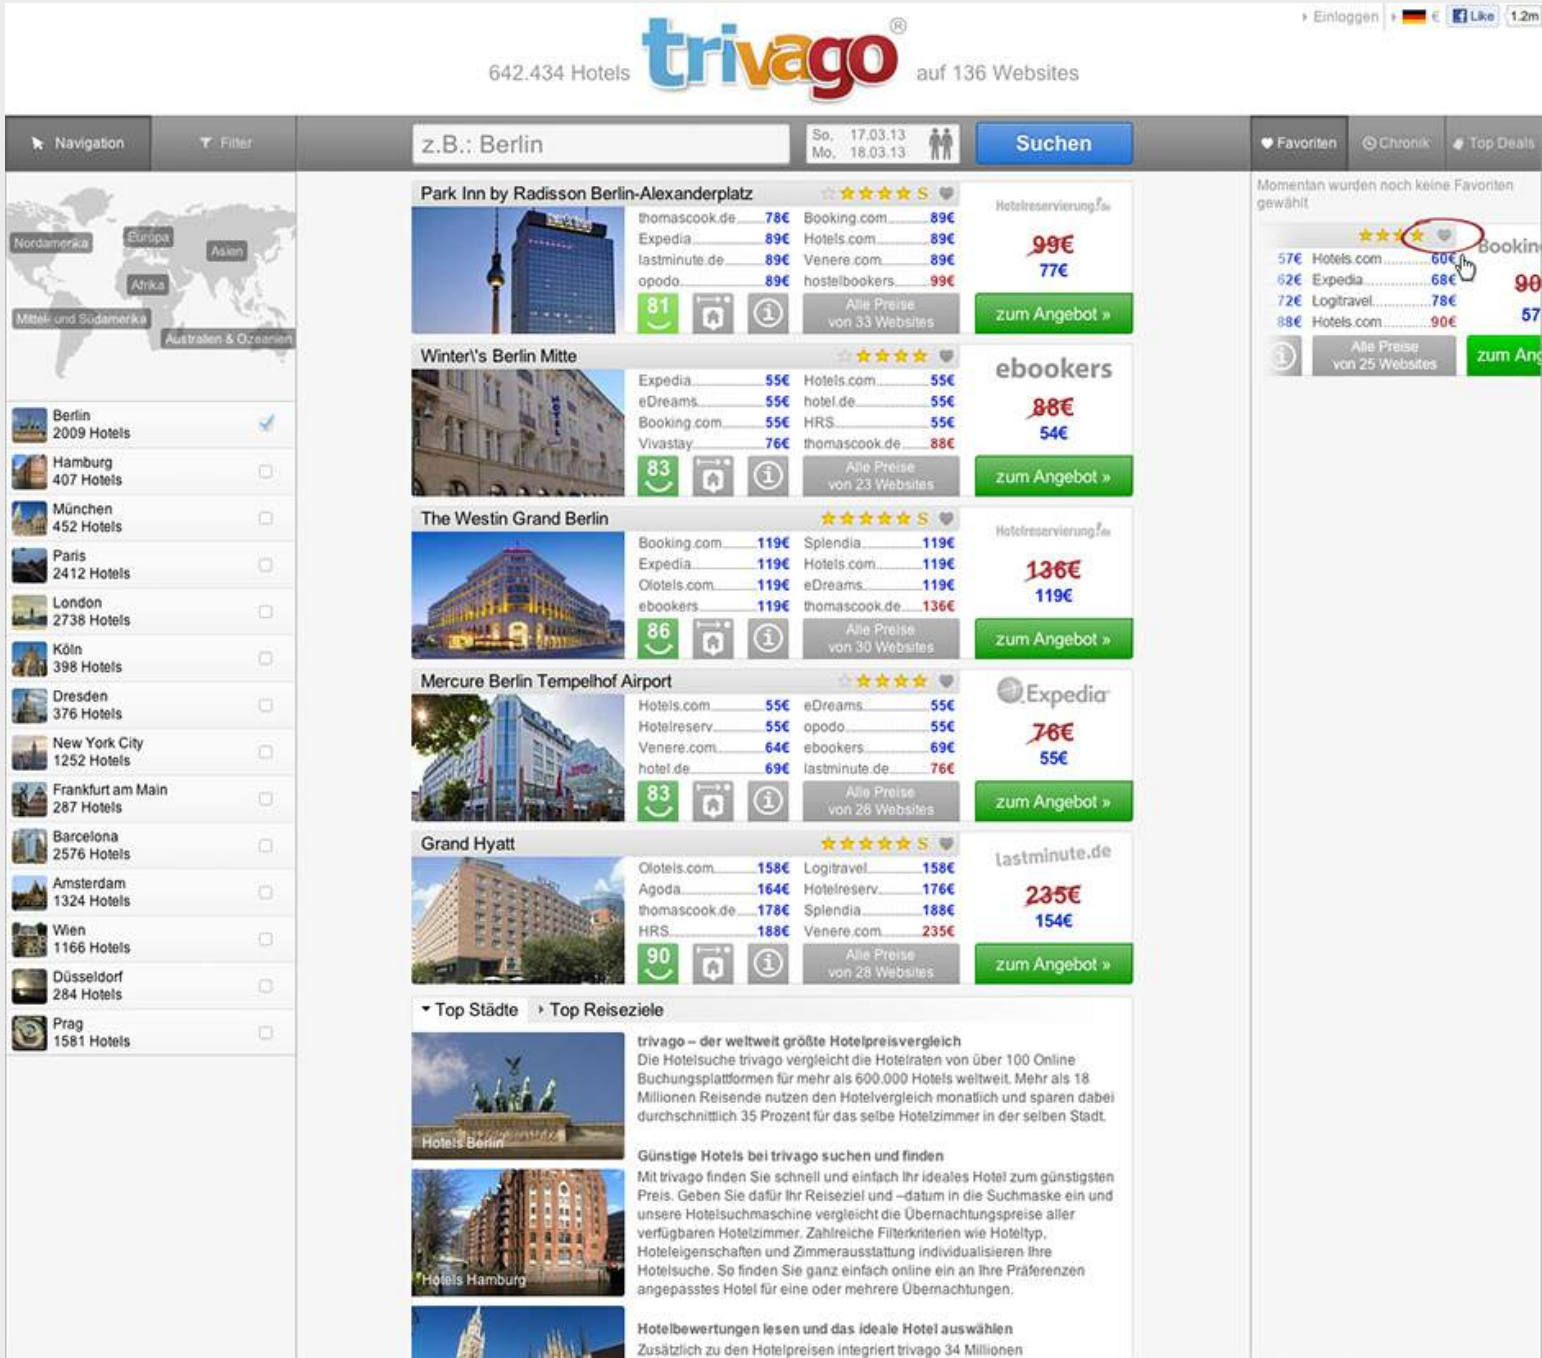 Einloggen € Like 1.2m
642.434 Hotels trivago® auf 136 Websites
Navigation
Filter
z.B.: Berlin
So, 17.03.13
Mo, 18.03.13
Suchen
Favoriten
Chronik
Top Deals
Nordamerika
Europa
Asien
Afrika
Mittel- und Südamerika
Australien & Ozeanien
Berlin
2009 Hotels
Hamburg
407 Hotels
München
452 Hotels
Paris
2412 Hotels
London
2738 Hotels
Köln
398 Hotels
Dresden
376 Hotels
New York City
1252 Hotels
Frankfurt am Main
287 Hotels
Barcelona
2576 Hotels
Amsterdam
1324 Hotels
Wien
1166 Hotels
Düsseldorf
284 Hotels
Prag
1581 Hotels
Park Inn by Radisson Berlin-Alexanderplatz S
thomascook.de 78€ Booking.com 89€
Expedia 89€ Hotels.com 89€
lastminute.de 89€ Venere.com 89€
opodo 89€ hostelbookers 99€
81
Alle Preise
von 33 Websites
Hotelreservierung.de
99€
77€
zum Angebot »
Winter\'s Berlin Mitte
Expedia 55€ Hotels.com 55€
eDreams 55€ hotel.de 55€
Booking.com 55€ HRS 55€
Vivastay 76€ thomascook.de 88€
HOTEL
83
Alle Preise
von 23 Websites
ebookers
88€
54€
zum Angebot »
The Westin Grand Berlin S
Booking.com 119€ Splendia 119€
Expedia 119€ Hotels.com 119€
Olotels.com 119€ eDreams 119€
ebookers 119€ thomascook.de 136€
86
Alle Preise
von 30 Websites
Hotelreservierung.de
136€
119€
zum Angebot »
Mercure Berlin Tempelhof Airport
Hotels.com 55€ eDreams 55€
Hotelreserv. 55€ opodo 55€
Venere.com 64€ ebookers 69€
hotel.de 69€ lastminute.de 76€
83
Alle Preise
von 26 Websites
Expedia
76€
55€
zum Angebot »
Grand Hyatt S
Olotels.com 158€ Logitravel 158€
Agoda 164€ Hotelreserv. 176€
thomascook.de 178€ Splendia 188€
HRS 188€ Venere.com 235€
90
Alle Preise
von 28 Websites
lastminute.de
235€
154€
zum Angebot »
Top Städte Top Reiseziele
Hotels Berlin
Hotels Hamburg
trivago – der weltweit größte Hotelpreisvergleich
Die Hotelsuche trivago vergleicht die Hotelraten von über 100 Online
Buchungsplattformen für mehr als 600.000 Hotels weltweit. Mehr als 18
Millionen Reisende nutzen den Hotelvergleich monatlich und sparen dabei
durchschnittlich 35 Prozent für das selbe Hotelzimmer in der selben Stadt.
Günstige Hotels bei trivago suchen und finden
Mit trivago finden Sie schnell und einfach Ihr ideales Hotel zum günstigsten
Preis. Geben Sie dafür Ihr Reiseziel und –datum in die Suchmaske ein und
unsere Hotelsuchmaschine vergleicht die Übernachtungspreise aller
verfügbaren Hotelzimmer. Zahlreiche Filterkriterien wie Hoteltyp,
Hoteleigenschaften und Zimmerausstattung individualisieren Ihre
Hotelsuche. So finden Sie ganz einfach online ein an Ihre Präferenzen
angepasstes Hotel für eine oder mehrere Übernachtungen.
Hotelbewertungen lesen und das ideale Hotel auswählen
Zusätzlich zu den Hotelpreisen integriert trivago 34 Millionen
Momentan wurden noch keine Favoriten
gewählt
57€ Hotels.com 60€
62€ Expedia 68€
72€ Logitravel 78€
88€ Hotels.com 90€
Alle Preise
von 25 Websites
Bookin
90
57
zum Ang